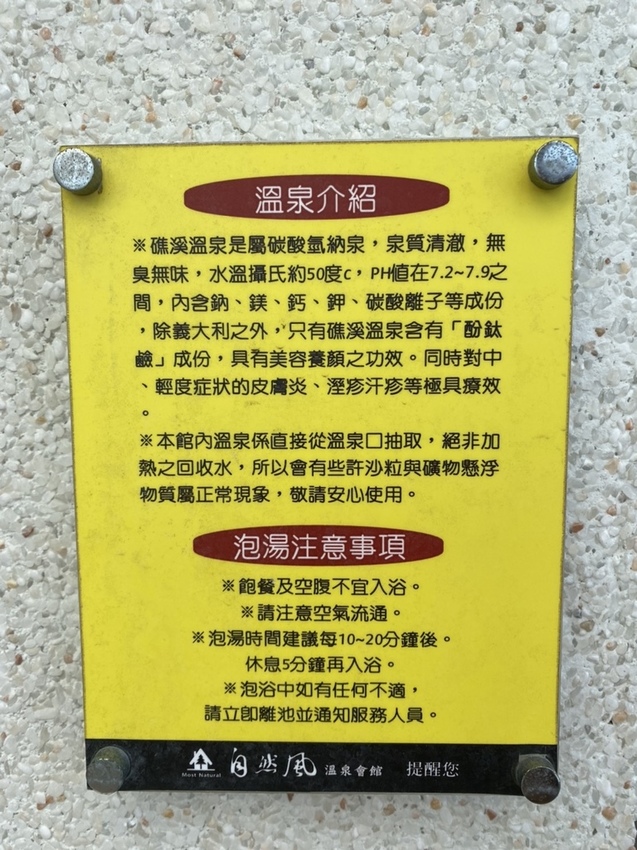 溫泉介紹
※礁溪溫泉是屬碳酸氫納泉，泉質清澈，無
臭無味，水溫攝氏約50度c，PH值在7.2~7.9之
間，內含鈉、鎂、鈣、鉀、碳酸離子等成份
，除義大利之外，只有礁溪溫泉含有「酚鈦
鹼」成份，具有美容養顏之功效。同時對中
、輕度症狀的皮膚炎、溼疹汗疹等極具療效
。
※本館內溫泉係直接從溫泉口抽取，絕非加
熱之回收水，所以會有些許沙粒與礦物懸浮
物質屬正常現象，敬請安心使用。
泡湯注意事項
※飽餐及空腹不宜入浴。
※請注意空氣流通。
※泡湯時間建議每10~20分鐘後。
休息5分鐘再入浴。
※泡浴中如有任何不適，
請立卽離池並通知服務人員。
Most Natural 自然風 溫泉會館 提醒您